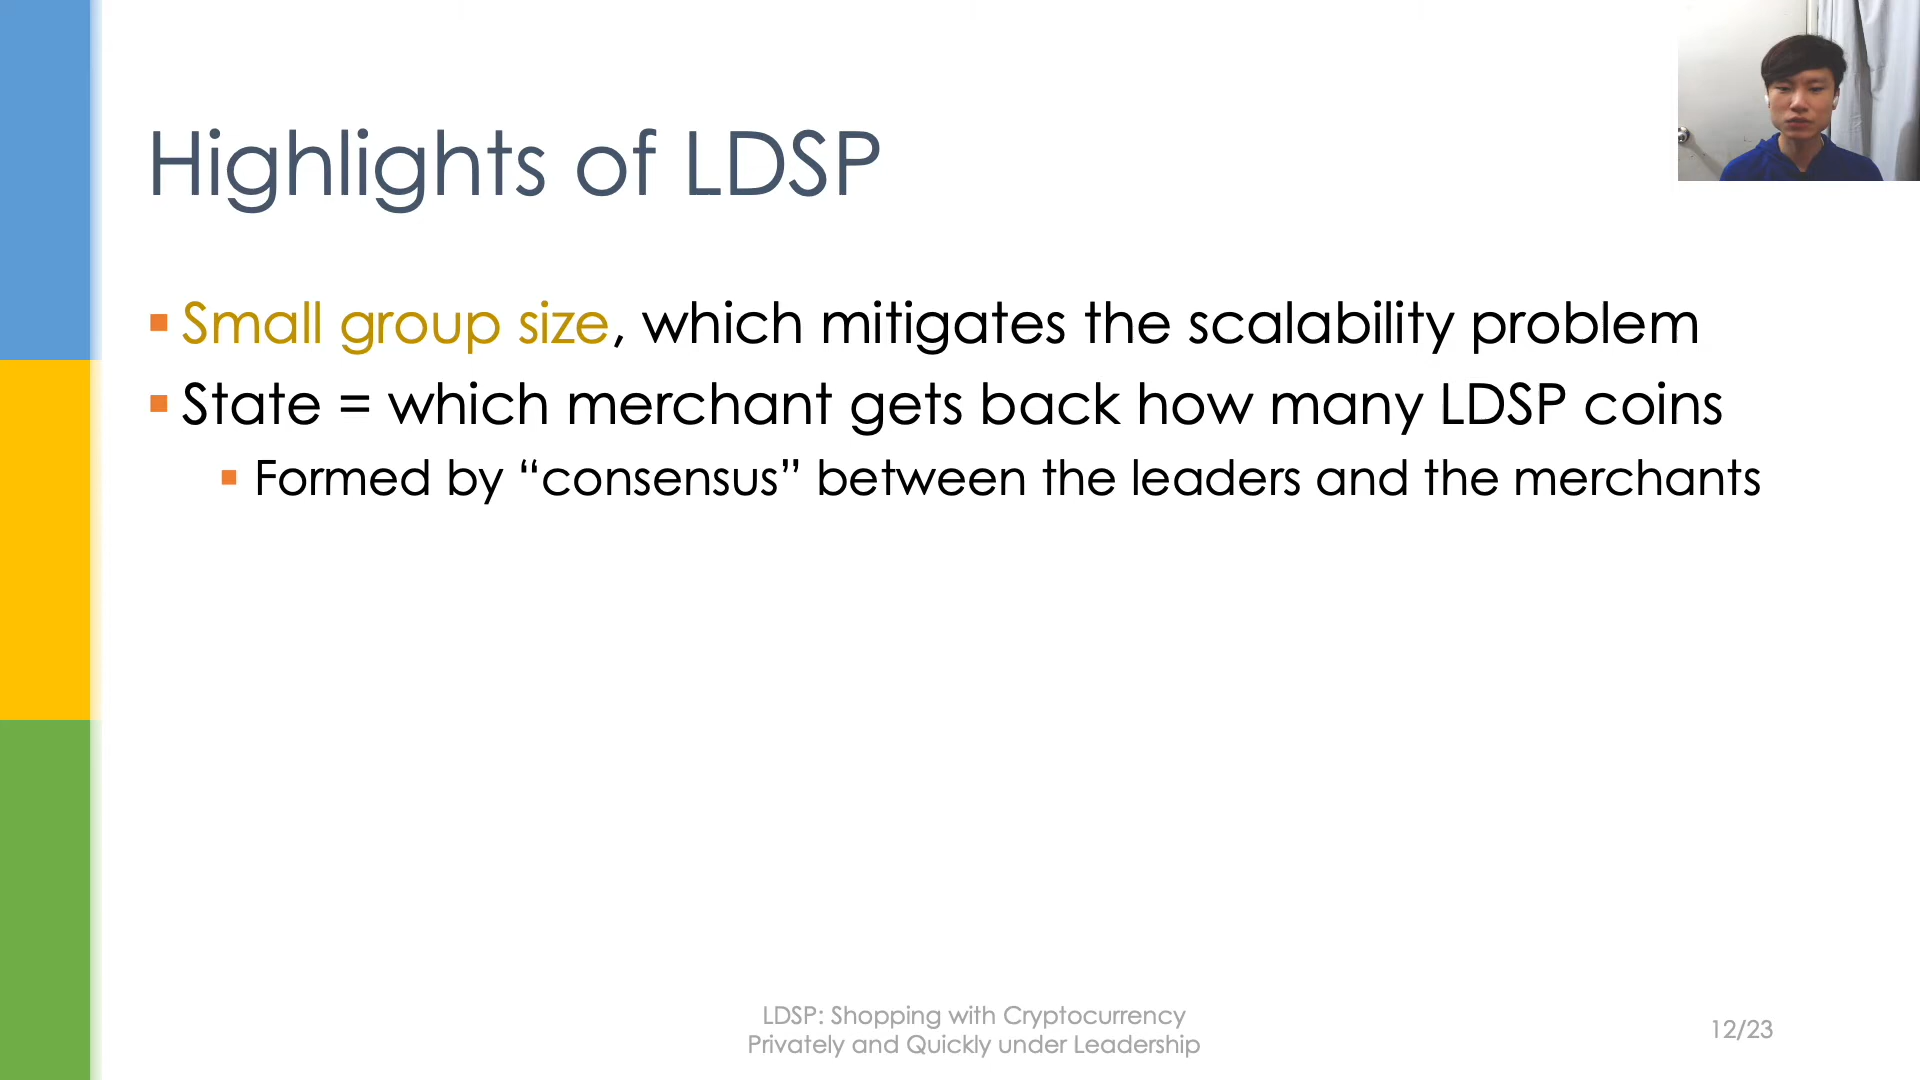 Highlights of LDSP
Small group size, which mitigates the scalability problem
State = which merchant gets back how many LDSP coins
Formed by “consensus” between the leaders and the merchants
LDSP: Shopping with Cryptocurrency
Privately and Quickly under Leadership
12/23